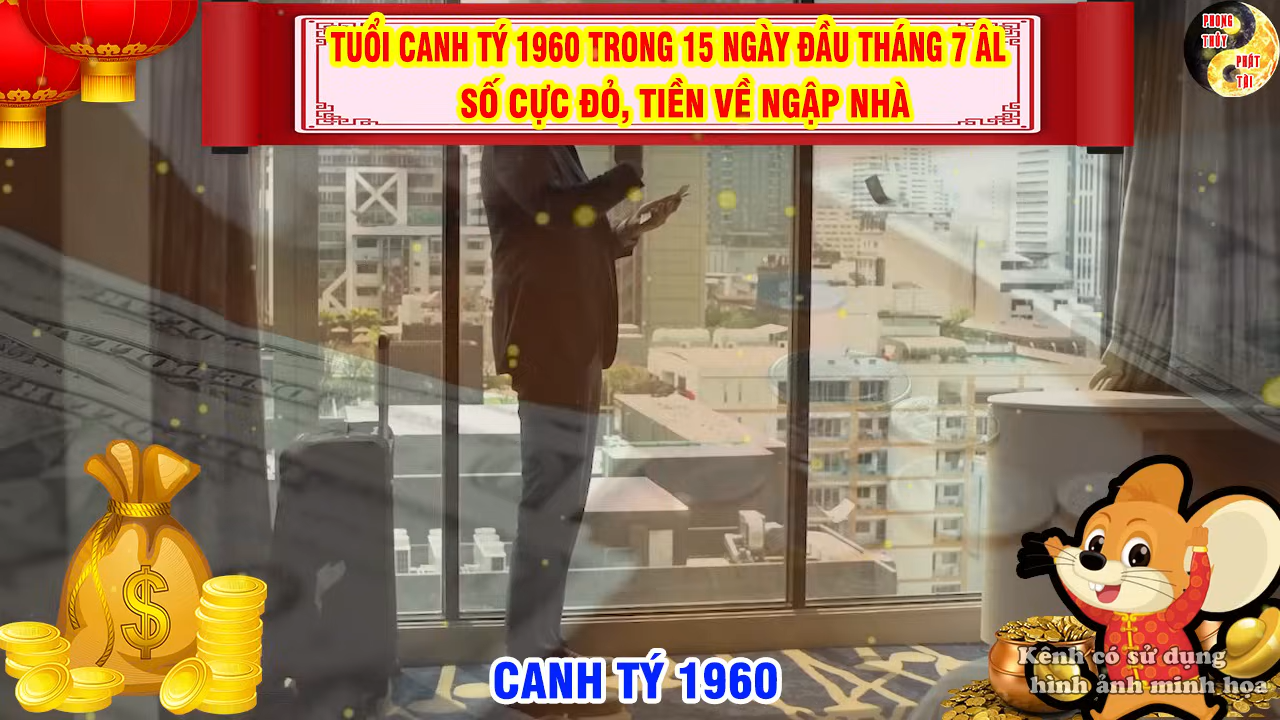 TUỔI CANH TÝ 1960 TRONG 15 NGÀY ĐẦU THÁNG 7 ÂL
SỐ CỰC ĐỎ, TIỀN VỀ NGẬP NHÀ
PHONG
THỦY
PHÁT
TÀI
$
Kênh có sử dụng
hình ảnh minh họa
CANH TÝ 1960